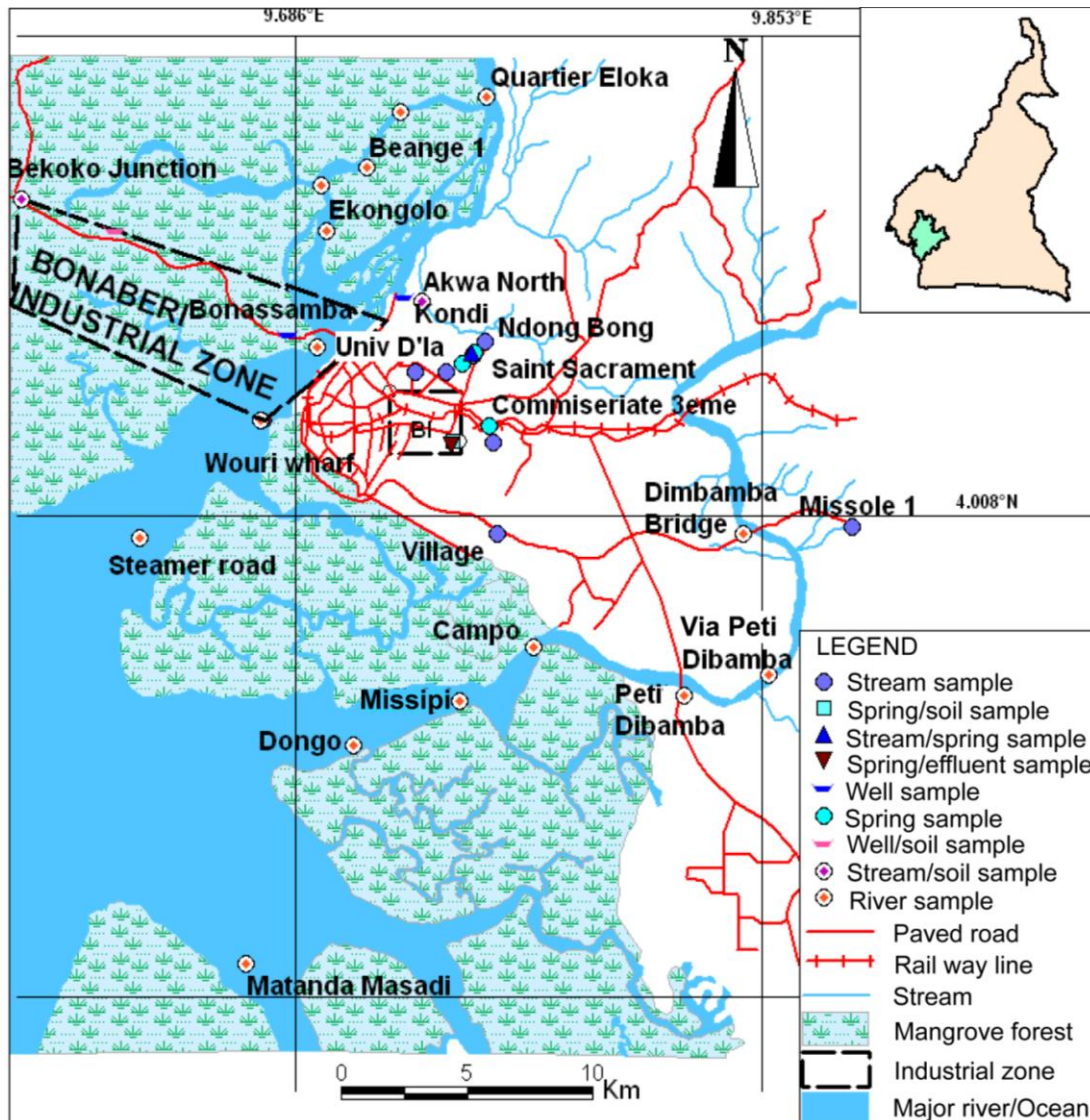 9.686°E
9.853°E
N
Quartier Eloka
Beange 1
Bekoko Junction
Ekongolo
BONABER/
INDUSTRIAL ZONE
Bonassamba
Akwa North
Kondi
Ndong Bong
Univ D'la
Saint Sacrament
Commiseriate 3eme
BI
Wouri wharf
Dimbamba
Bridge
Missole 1
4.008°N
Village
Steamer road
Campo
Via Peti
Dibamba
Missipi
Peti
Dibamba
Dongo
Matanda Masadi
0 5 10
Km
LEGEND
Stream sample
Spring/soil sample
Stream/spring sample
Spring/effluent sample
Well sample
Spring sample
Well/soil sample
Stream/soil sample
River sample
Paved road
Rail way line
Stream
Mangrove forest
Industrial zone
Major river/Ocean